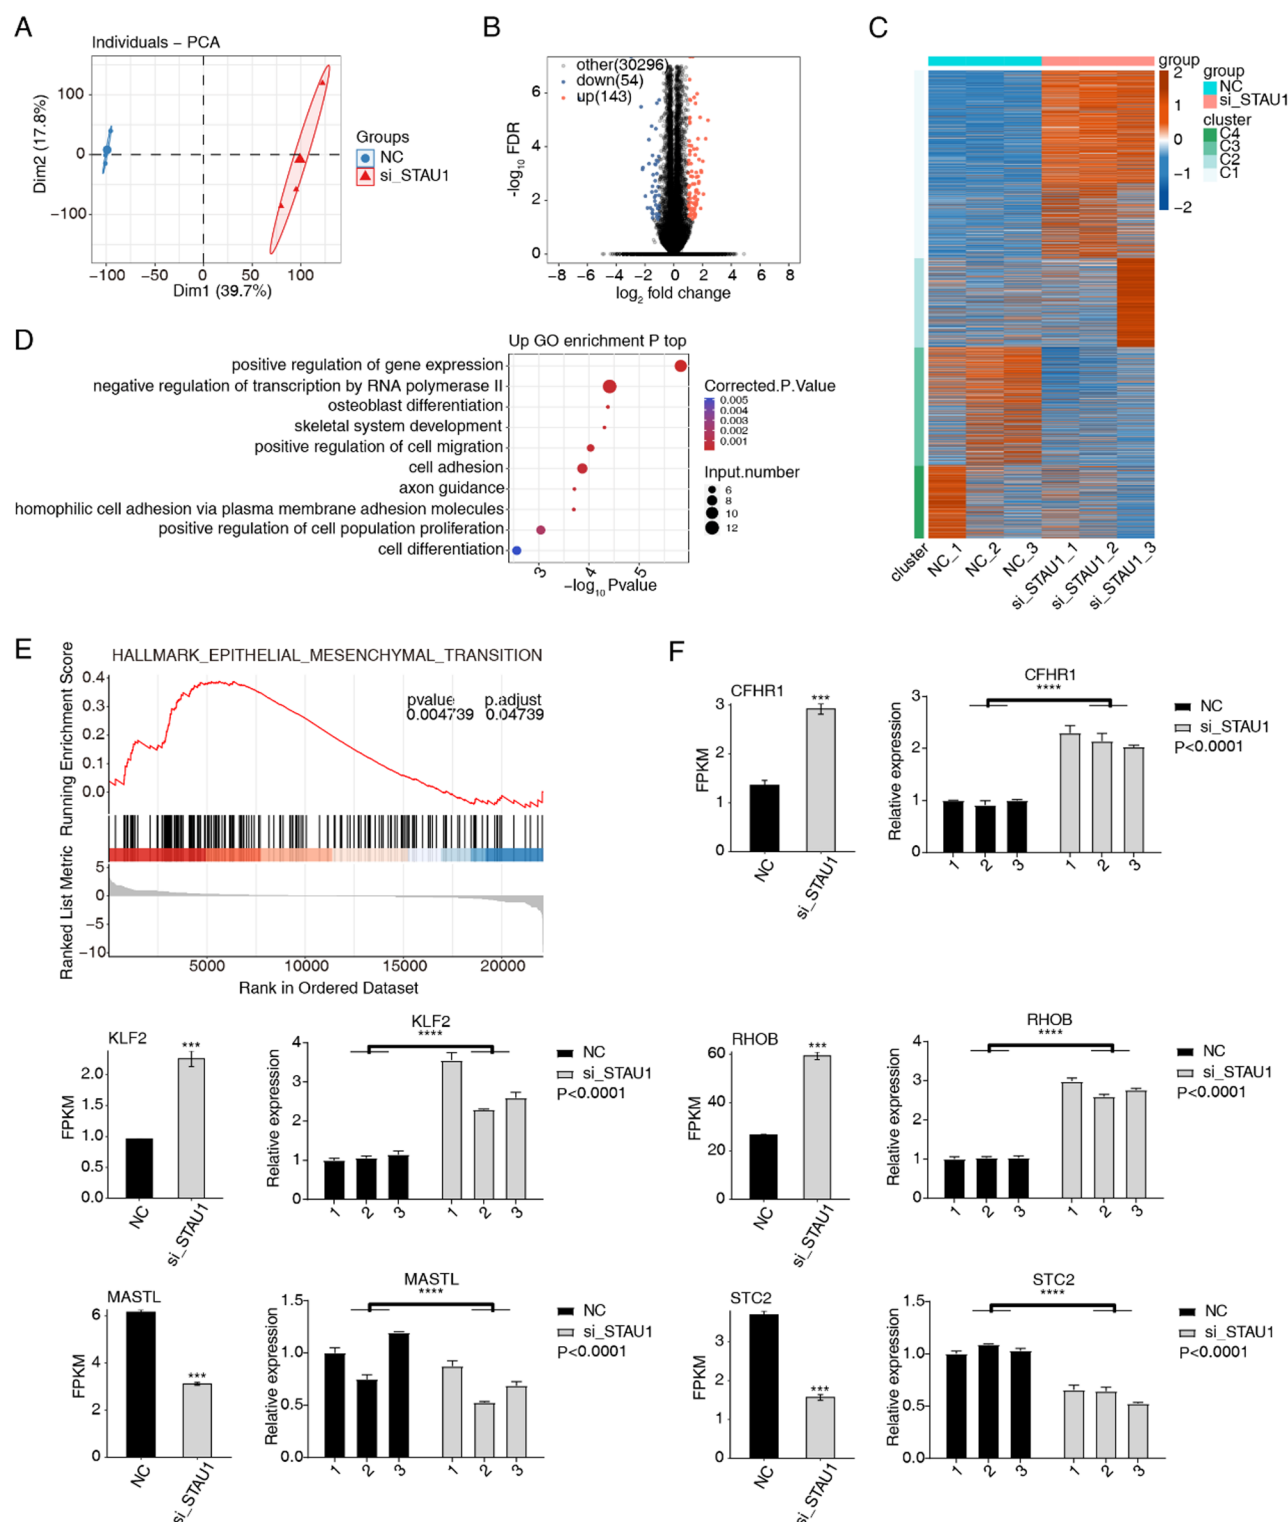 A
Individuals – PCA
Dim2 (17.8%)
100
0
−100
−100
−50
0
50
100
Dim1 (39.7%)
Groups
NC
si_STAU1
B
other(30296)
down(54)
up(143)
-log10 FDR
6
4
2
0
−8
−6
−4
−2
0
2
4
6
8
log2 fold change
C
group
2
1
0
−1
−2
group
NC
si_STAU1
cluster
C4
C3
C2
C1
cluster
NC_1
NC_2
NC_3
si_STAU1_1
si_STAU1_2
si_STAU1_3
D
Up GO enrichment P top
positive regulation of gene expression
negative regulation of transcription by RNA polymerase II
osteoblast differentiation
skeletal system development
positive regulation of cell migration
cell adhesion
axon guidance
homophilic cell adhesion via plasma membrane adhesion molecules
positive regulation of cell population proliferation
cell differentiation
3
4
5
−log10 Pvalue
Corrected.P.Value
0.005
0.004
0.003
0.002
0.001
Input.number
6
8
10
12
E
HALLMARK_EPITHELIAL_MESENCHYMAL_TRANSITION
Running Enrichment Score
0.4
0.3
0.2
0.1
0.0
pvalue p.adjust
0.004739 0.04739
Ranked List Metric
5
0
−5
−10
5000
10000
15000
20000
Rank in Ordered Dataset
F
CFHR1
***
FPKM
3
2
1
0
NC
si_STAU1
CFHR1
****
Relative expression
3
2
1
0
1
2
3
1
2
3
NC
si_STAU1
P<0.0001
KLF2
***
FPKM
2.0
1.5
1.0
0.5
0.0
NC
si_STAU1
KLF2
****
Relative expression
4
3
2
1
0
1
2
3
1
2
3
NC
si_STAU1
P<0.0001
RHOB
***
FPKM
60
40
20
0
NC
si_STAU1
RHOB
****
Relative expression
4
3
2
1
0
1
2
3
1
2
3
NC
si_STAU1
P<0.0001
MASTL
***
FPKM
6
4
2
0
NC
si_STAU1
MASTL
****
Relative expression
1.5
1.0
0.5
0.0
1
2
3
1
2
3
NC
si_STAU1
P<0.0001
STC2
***
FPKM
3
2
1
0
NC
si_STAU1
STC2
****
Relative expression
1.5
1.0
0.5
0.0
1
2
3
1
2
3
NC
si_STAU1
P<0.0001